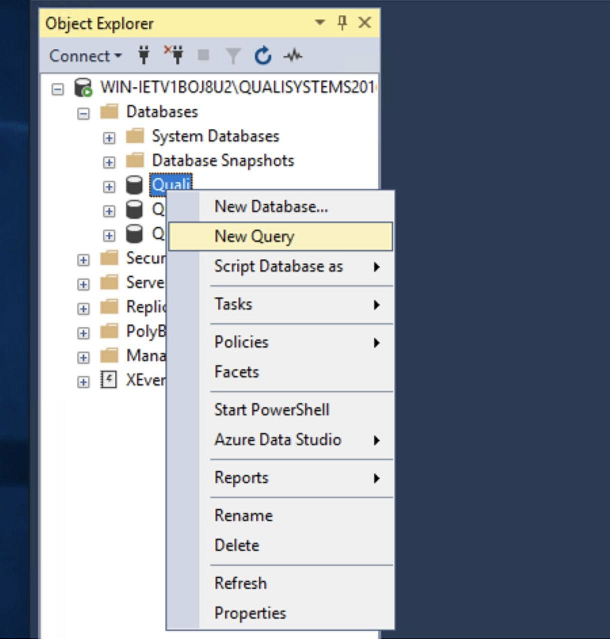 Object Explorer
Connect
WIN-IETV1BOJ8U2\QUALISYSTEMS201
Databases
System Databases
Database Snapshots
Quali
Q
Q
Secur
Serve
Replic
PolyB
Mana
XEver
New Database...
New Query
Script Database as
Tasks
Policies
Facets
Start PowerShell
Azure Data Studio
Reports
Rename
Delete
Refresh
Properties